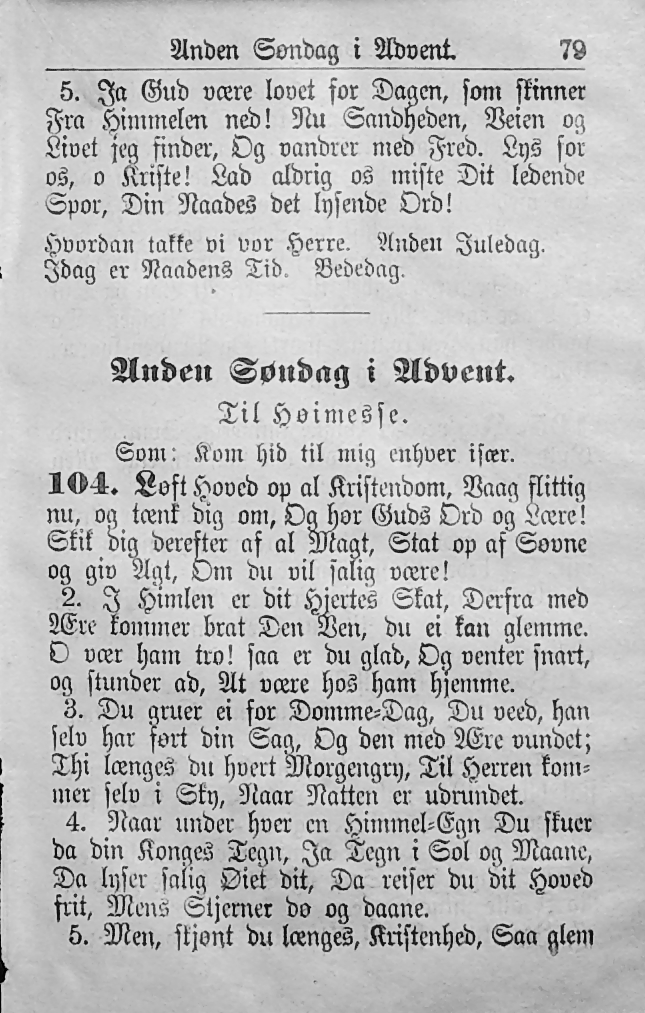 Anden Søndag i Advent. 79
5. Ja Gud være lovet for Dagen, som skinner
Fra Himmelen ned! Nu Sandheden, Veien og
Livet jeg finder, Og vandrer med Fred. Lys for
os, o Kriste! Lad aldrig os miste Dit ledende
Spor, Din Naades det lysende Ord!
Hvordan takke vi vor Herre. Anden Juledag.
Idag er Naadens Tid. Bededag.
Anden Søndag i Advent.
Til Høimesse.
Som: Kom hid til mig enhver især.
104. Løft Hoved op al Kristendom, Vaag flittig
nu, og tænk dig om, Og hør Guds Ord og Lære!
Skik dig derefter af al Magt, Stat op af Søvne
og giv Agt, Om du vil salig være!
2. I Himlen er dit Hjertes Skat, Derfra med
Ære kommer brat Den Ven, du ei kan glemme.
O vær ham tro! saa er du glad, Og venter snart,
og stunder ad, At være hos ham hjemme.
3. Du gruer ei for Domme-Dag, Du veed, han
selv har ført din Sag, Og den med Ære vundet;
Thi længes du hvert Morgengry, Til Herren kom-
mer selv i Sky, Naar Natten er udrundet.
4. Naar under hver en Himmel-Egn Du skuer
da din Konges Tegn, Ja Tegn i Sol og Maane,
Da lyser salig Øiet dit, Da reiser du dit Hoved
frit, Mens Stjerner dø og daane.
5. Men, skjønt du længes, Kristenhed, Saa glem